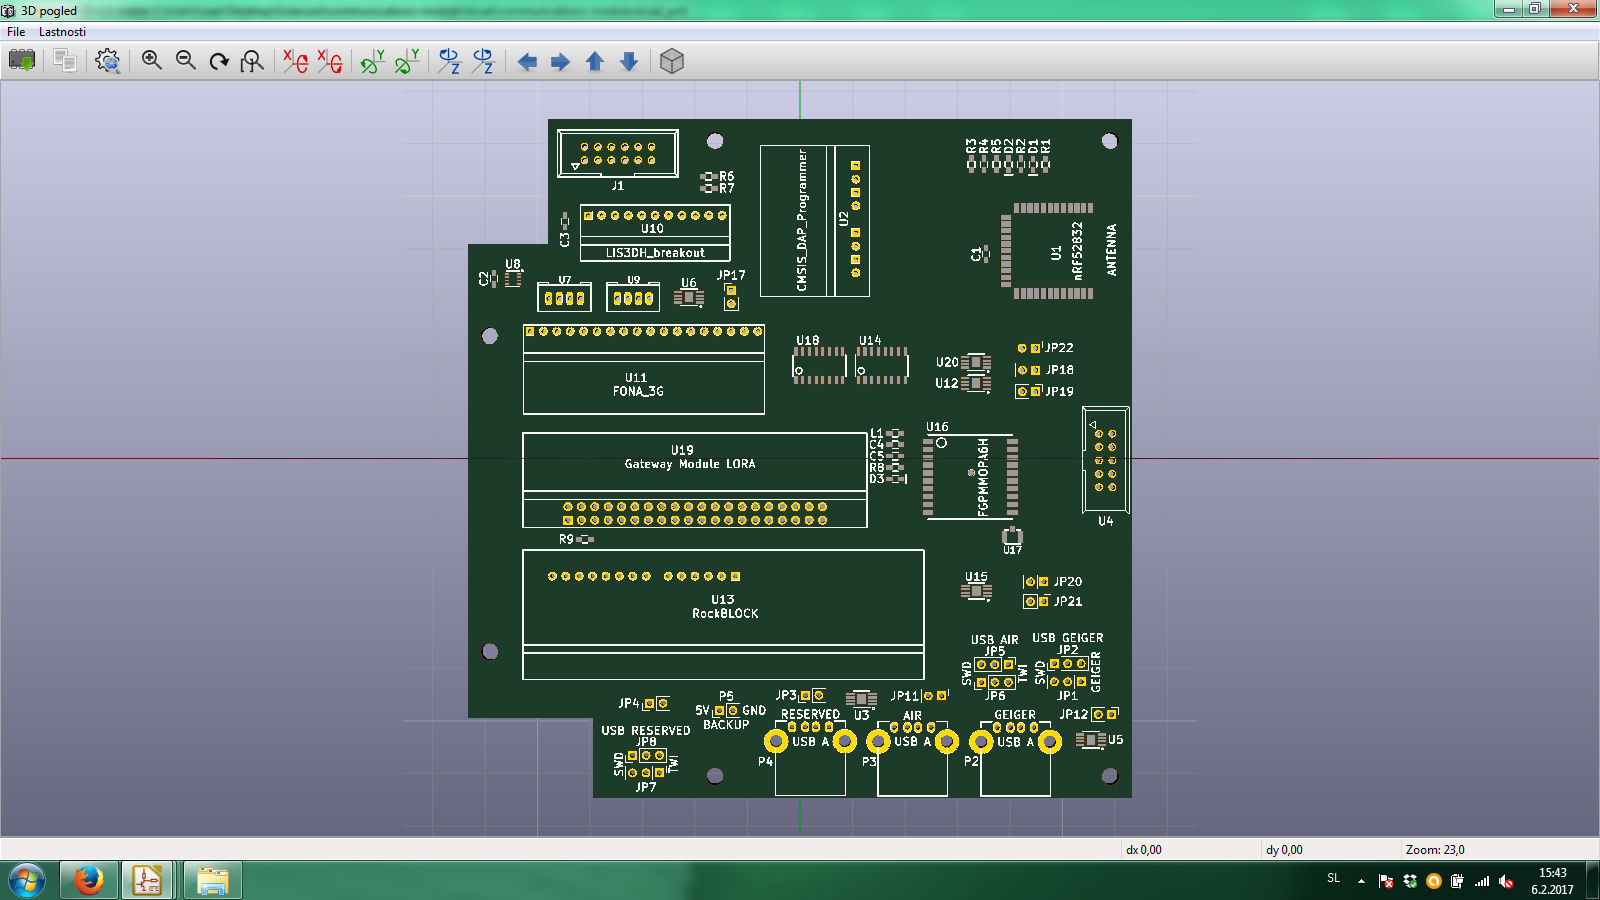 3D pogled
File Lastnosti
J1
R6
R7
C3
U10
LIS3DH_breakout
CMSIS_DAP_Programmer
U2
R3
R4
R5
D2
R2
D1
R1
C1
U1
nRF52832
ANTENNA
C2
U8
U7
U9
U6
JP17
U11
FONA_3G
U18
U14
U20
U12
JP22
JP18
JP19
U19
Gateway Module LORA
L1
C4
C5
R8
D3
U16
FGPMMOPA6H
U4
U17
R9
U13
RockBLOCK
U15
JP20
JP21
USB AIR
JP5
SWD
TWI
JP6
USB GEIGER
JP2
SWD
GEIGER
JP1
JP4
P5
5V
GND
BACKUP
JP3
U3
JP11
JP12
U5
USB RESERVED
JP8
SWD
TWI
JP7
RESERVED
USB A
P4
AIR
USB A
P3
GEIGER
USB A
P2
dx 0,00
dy 0,00
Zoom: 23,0
SL
15:43
6.2.2017